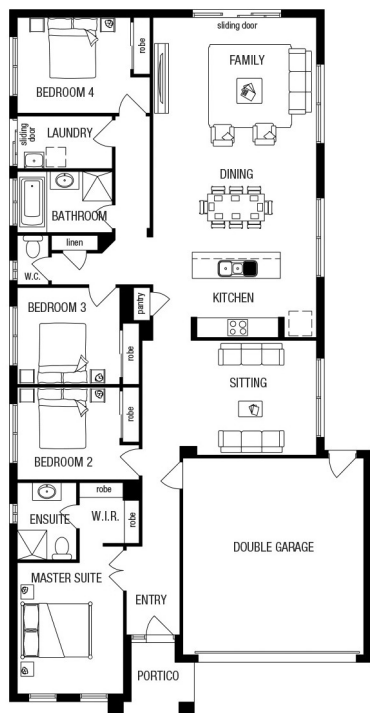 sliding door
robe
FAMILY
BEDROOM 4
sliding door
LAUNDRY
DINING
BATHROOM
linen
W.C.
pantry
KITCHEN
BEDROOM 3
robe
SITTING
robe
BEDROOM 2
robe
ENSUITE
W.I.R.
robe
DOUBLE GARAGE
MASTER SUITE
ENTRY
PORTICO